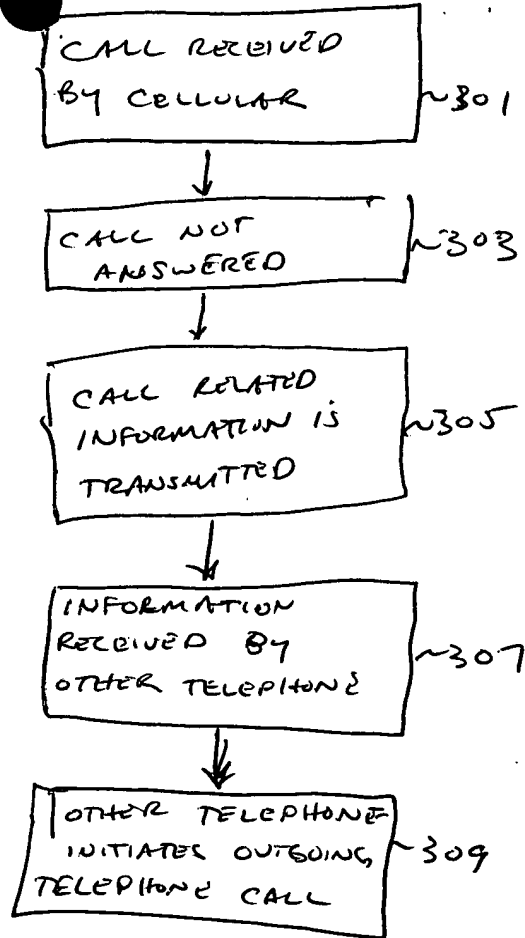 CALL RECEIVED
BY CELLULAR
~301
CALL NOT
ANSWERED
~303
CALL RELATED
INFORMATION IS
TRANSMITTED
~305
INFORMATION
RECEIVED BY
OTHER TELEPHONE
~307
OTHER TELEPHONE
INITIATES OUTGOING
TELEPHONE CALL
~309